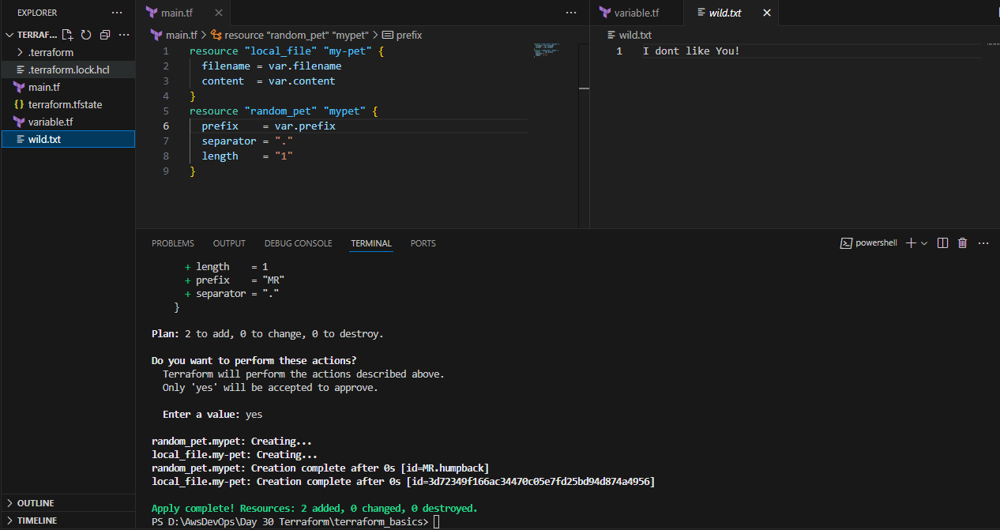 EXPLORER
TERRAF...
.terraform
.terraform.lock.hcl
main.tf
terraform.tfstate
variable.tf
wild.txt
OUTLINE
TIMELINE
main.tf
main.tf > resource "random_pet" "mypet" > prefix
1 resource "local_file" "my-pet" {
2 filename = var.filename
3 content  = var.content
4 }
5 resource "random_pet" "mypet" {
6 prefix    = var.prefix
7 separator = "."
8 length    = "1"
9 }
variable.tf
wild.txt
wild.txt
1 I dont like You!
PROBLEMS OUTPUT DEBUG CONSOLE TERMINAL PORTS
powershell
+ length    = 1
+ prefix    = "MR"
+ separator = "."
}
Plan: 2 to add, 0 to change, 0 to destroy.
Do you want to perform these actions?
Terraform will perform the actions described above.
Only 'yes' will be accepted to approve.
Enter a value: yes
random_pet.mypet: Creating...
local_file.my-pet: Creating...
random_pet.mypet: Creation complete after 0s [id=MR.humpback]
local_file.my-pet: Creation complete after 0s [id=3d72349f166ac34470c05e7fd25bd94d874a4956]
Apply complete! Resources: 2 added, 0 changed, 0 destroyed.
PS D:\AwsDevOps\Day 30 Terraform\terraform_basics>